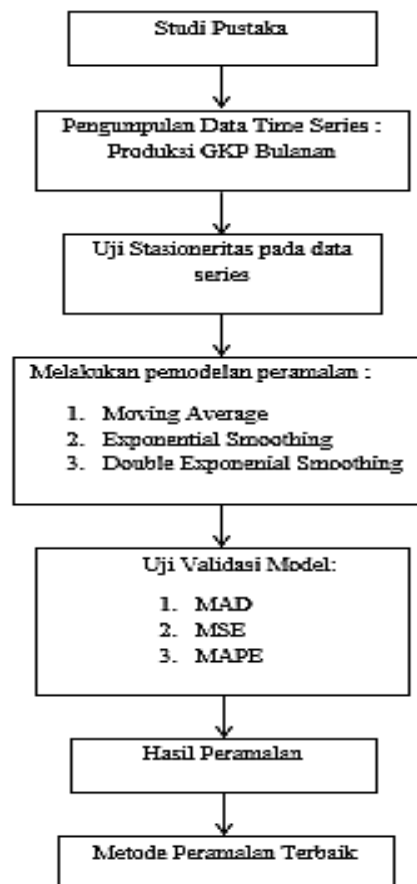 Studi Pustaka
Pengumpulan Data Time Series :
Produksi GKP Bulanan
Uji Stasioneritas pada data
series
Melakukan pemodelan peramalan :
1. Moving Average
2. Exponential Smoothing
3. Double Exponenial Smoothing
Uji Validasi Model:
1. MAD
2. MSE
3. MAPE
Hasil Peramalan
Metode Peramalan Terbaik